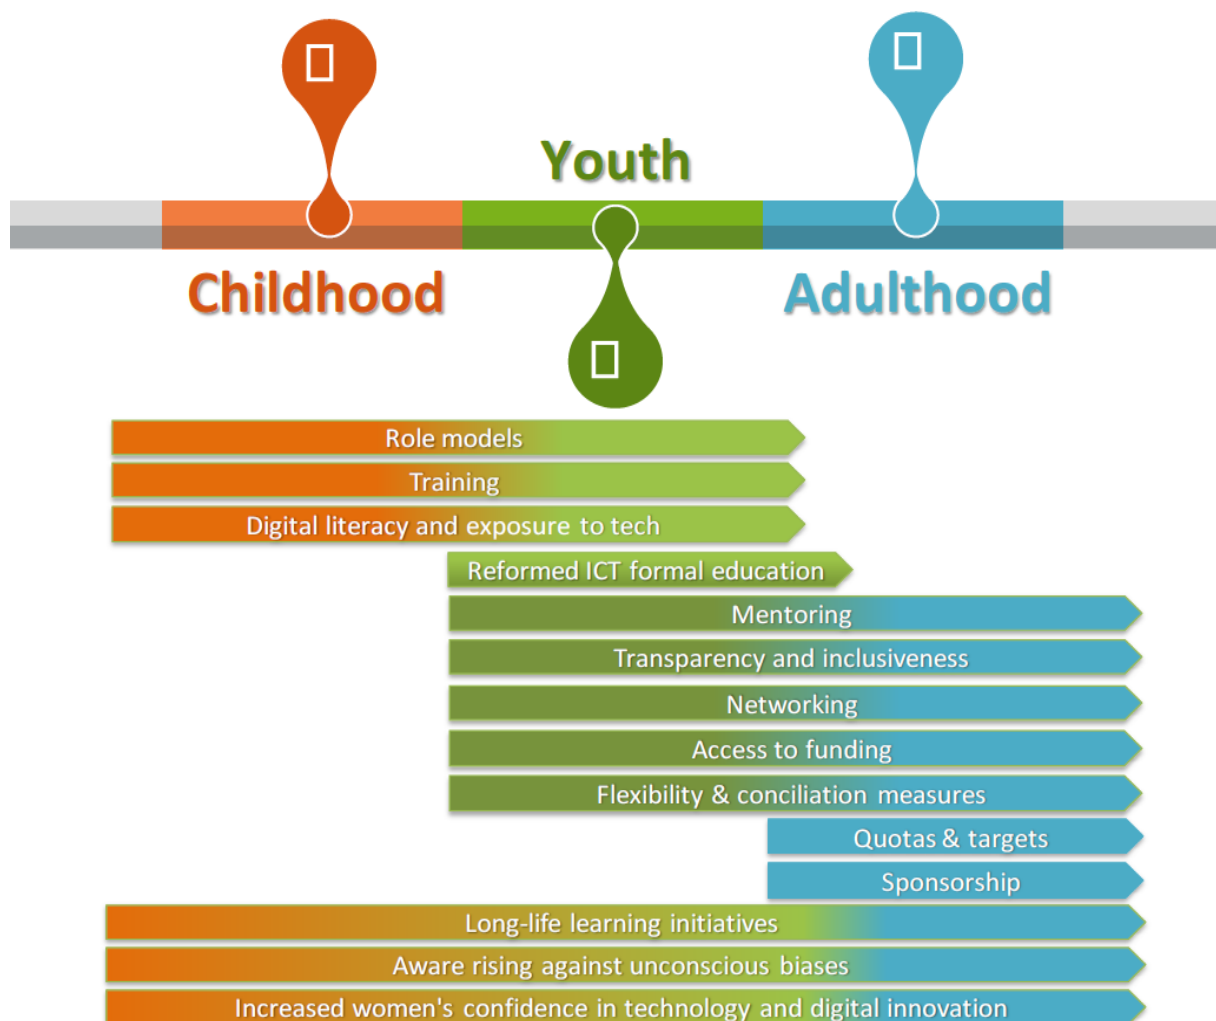 Youth
Childhood
Adulthood
Role models
Training
Digital literacy and exposure to tech
Reformed ICT formal education
Mentoring
Transparency and inclusiveness
Networking
Access to funding
Flexibility & conciliation measures
Quotas & targets
Sponsorship
Long-life learning initiatives
Aware rising against unconscious biases
Increased women's confidence in technology and digital innovation